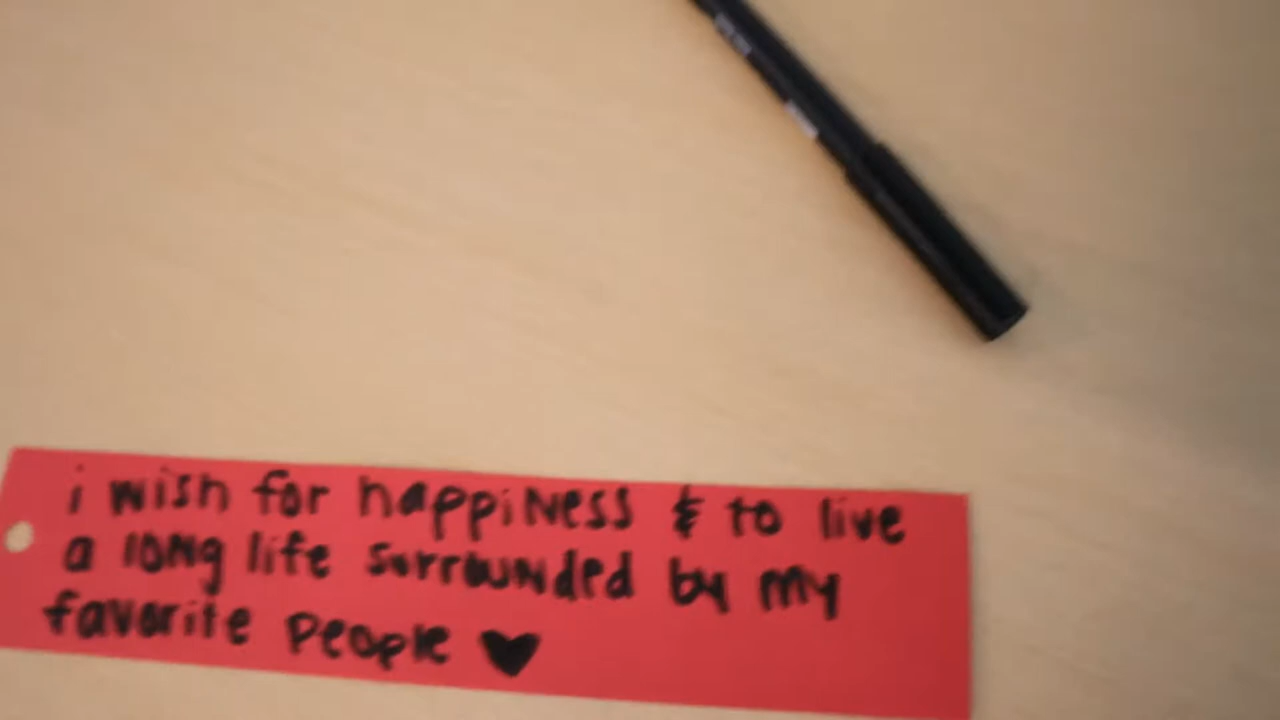 i wish for happiness & to live
a long life surrounded by my
favorite people ♥